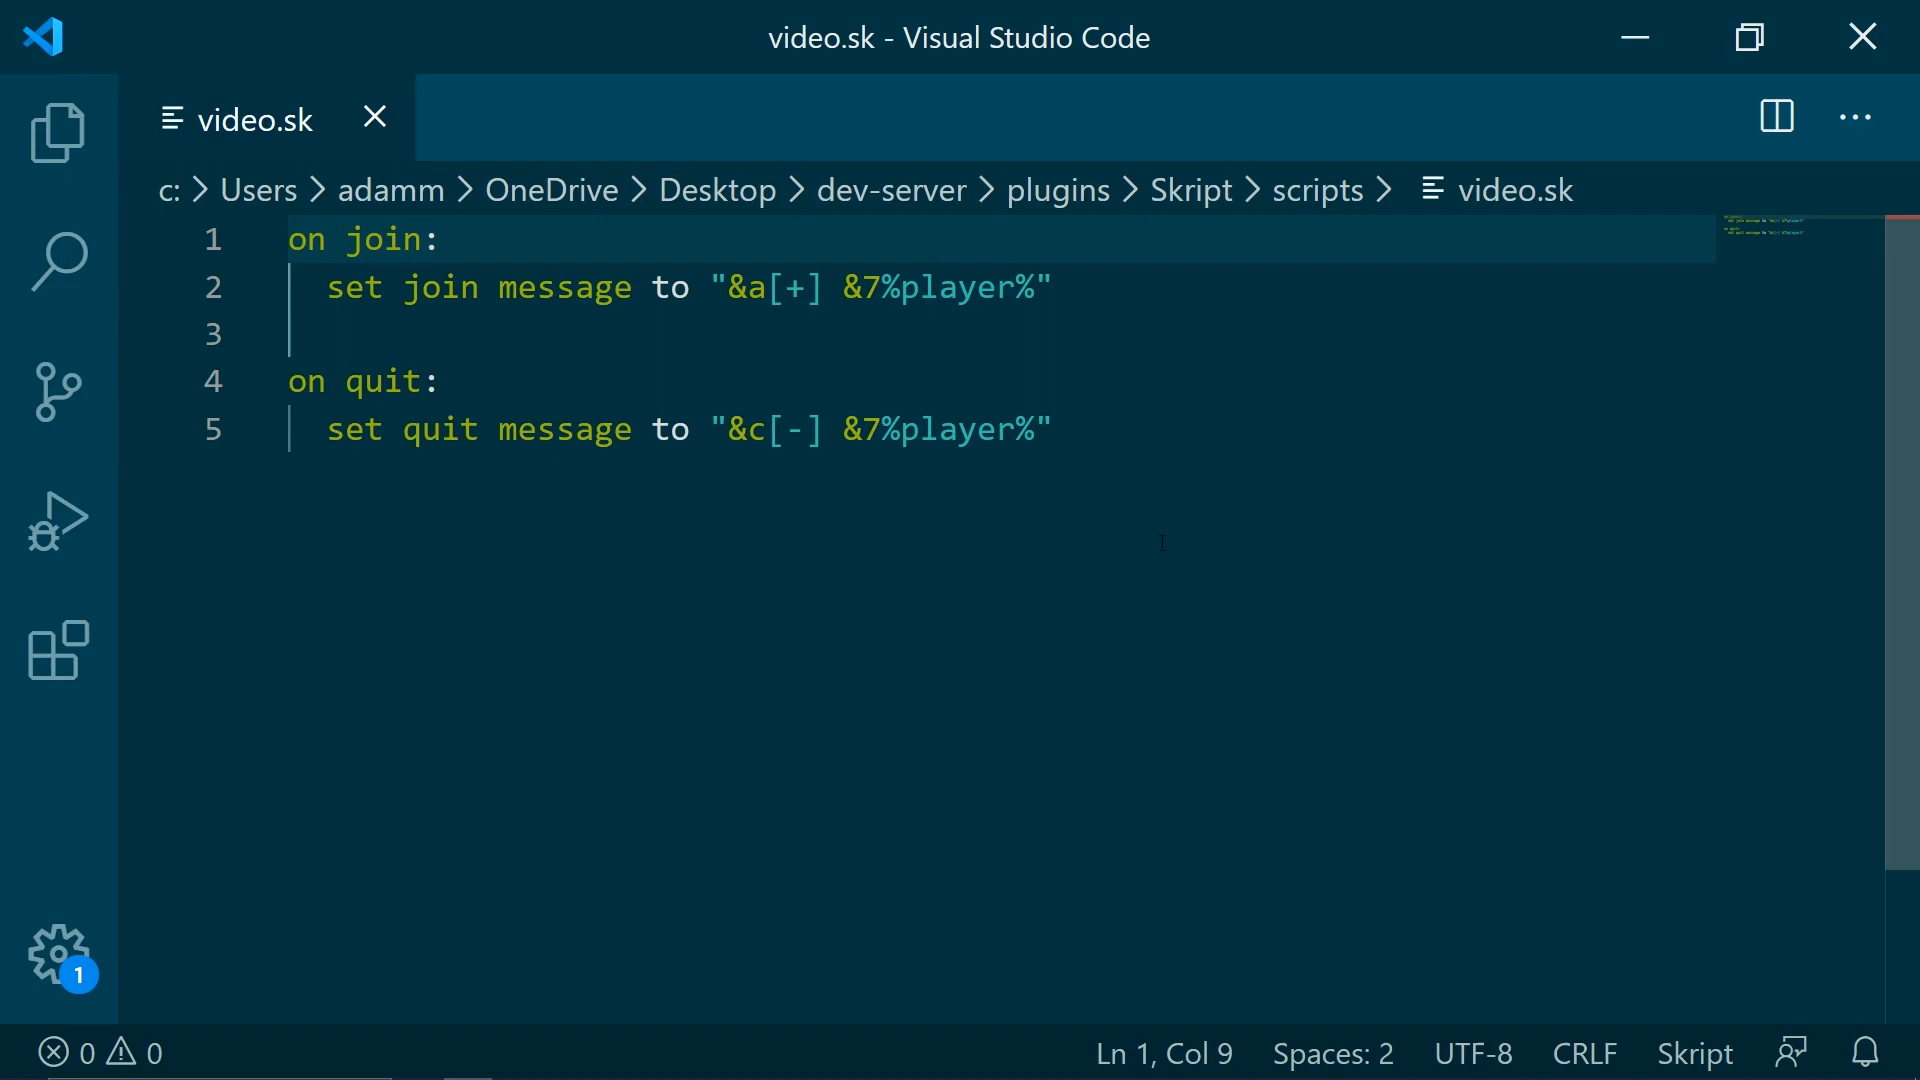 video.sk - Visual Studio Code
video.sk
c: > Users > adamm > OneDrive > Desktop > dev-server > plugins > Skript > scripts > video.sk
1 on join:
2 set join message to "&a[+] &7%player%"
3
4 on quit:
5 set quit message to "&c[-] &7%player%"
1
0 0 Ln 1, Col 9 Spaces: 2 UTF-8 CRLF Skript